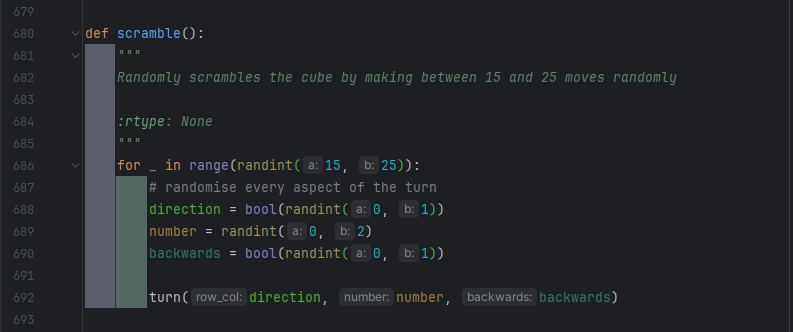 679
680 def scramble():
681 """
682 Randomly scrambles the cube by making between 15 and 25 moves randomly
683
684 :rtype: None
685 """
686 for _ in range(randint( a: 15, b: 25)):
687 # randomise every aspect of the turn
688 direction = bool(randint( a: 0, b: 1))
689 number = randint( a: 0, b: 2)
690 backwards = bool(randint( a: 0, b: 1))
691
692 turn( row_col: direction, number: number, backwards: backwards)
693